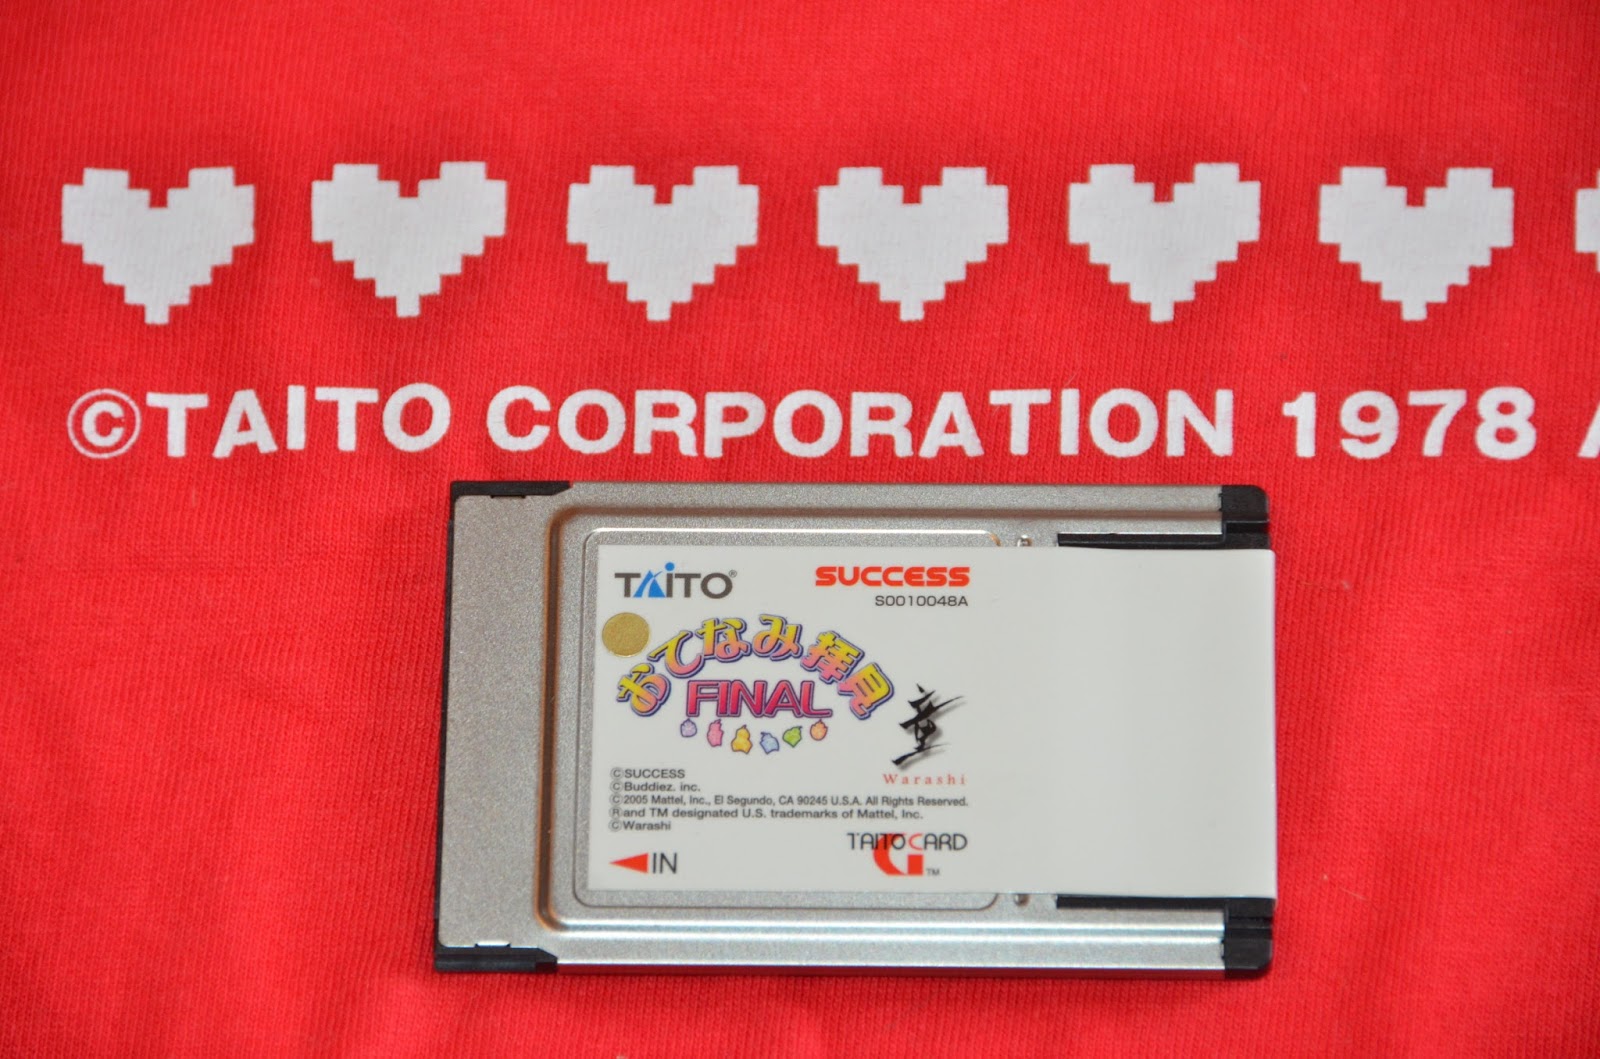 ©TAITO CORPORATION 1978
TAITO®
SUCCESS
S0010048A
おてなみ拝見
FINAL
童
Warashi
©SUCCESS
©Buddiez. inc.
©2005 Mattel, Inc., El Segundo, CA 90245 U.S.A. All Rights Reserved.
®and TM designated U.S. trademarks of Mattel, Inc.
©Warashi
TAITO CARD
G™
IN